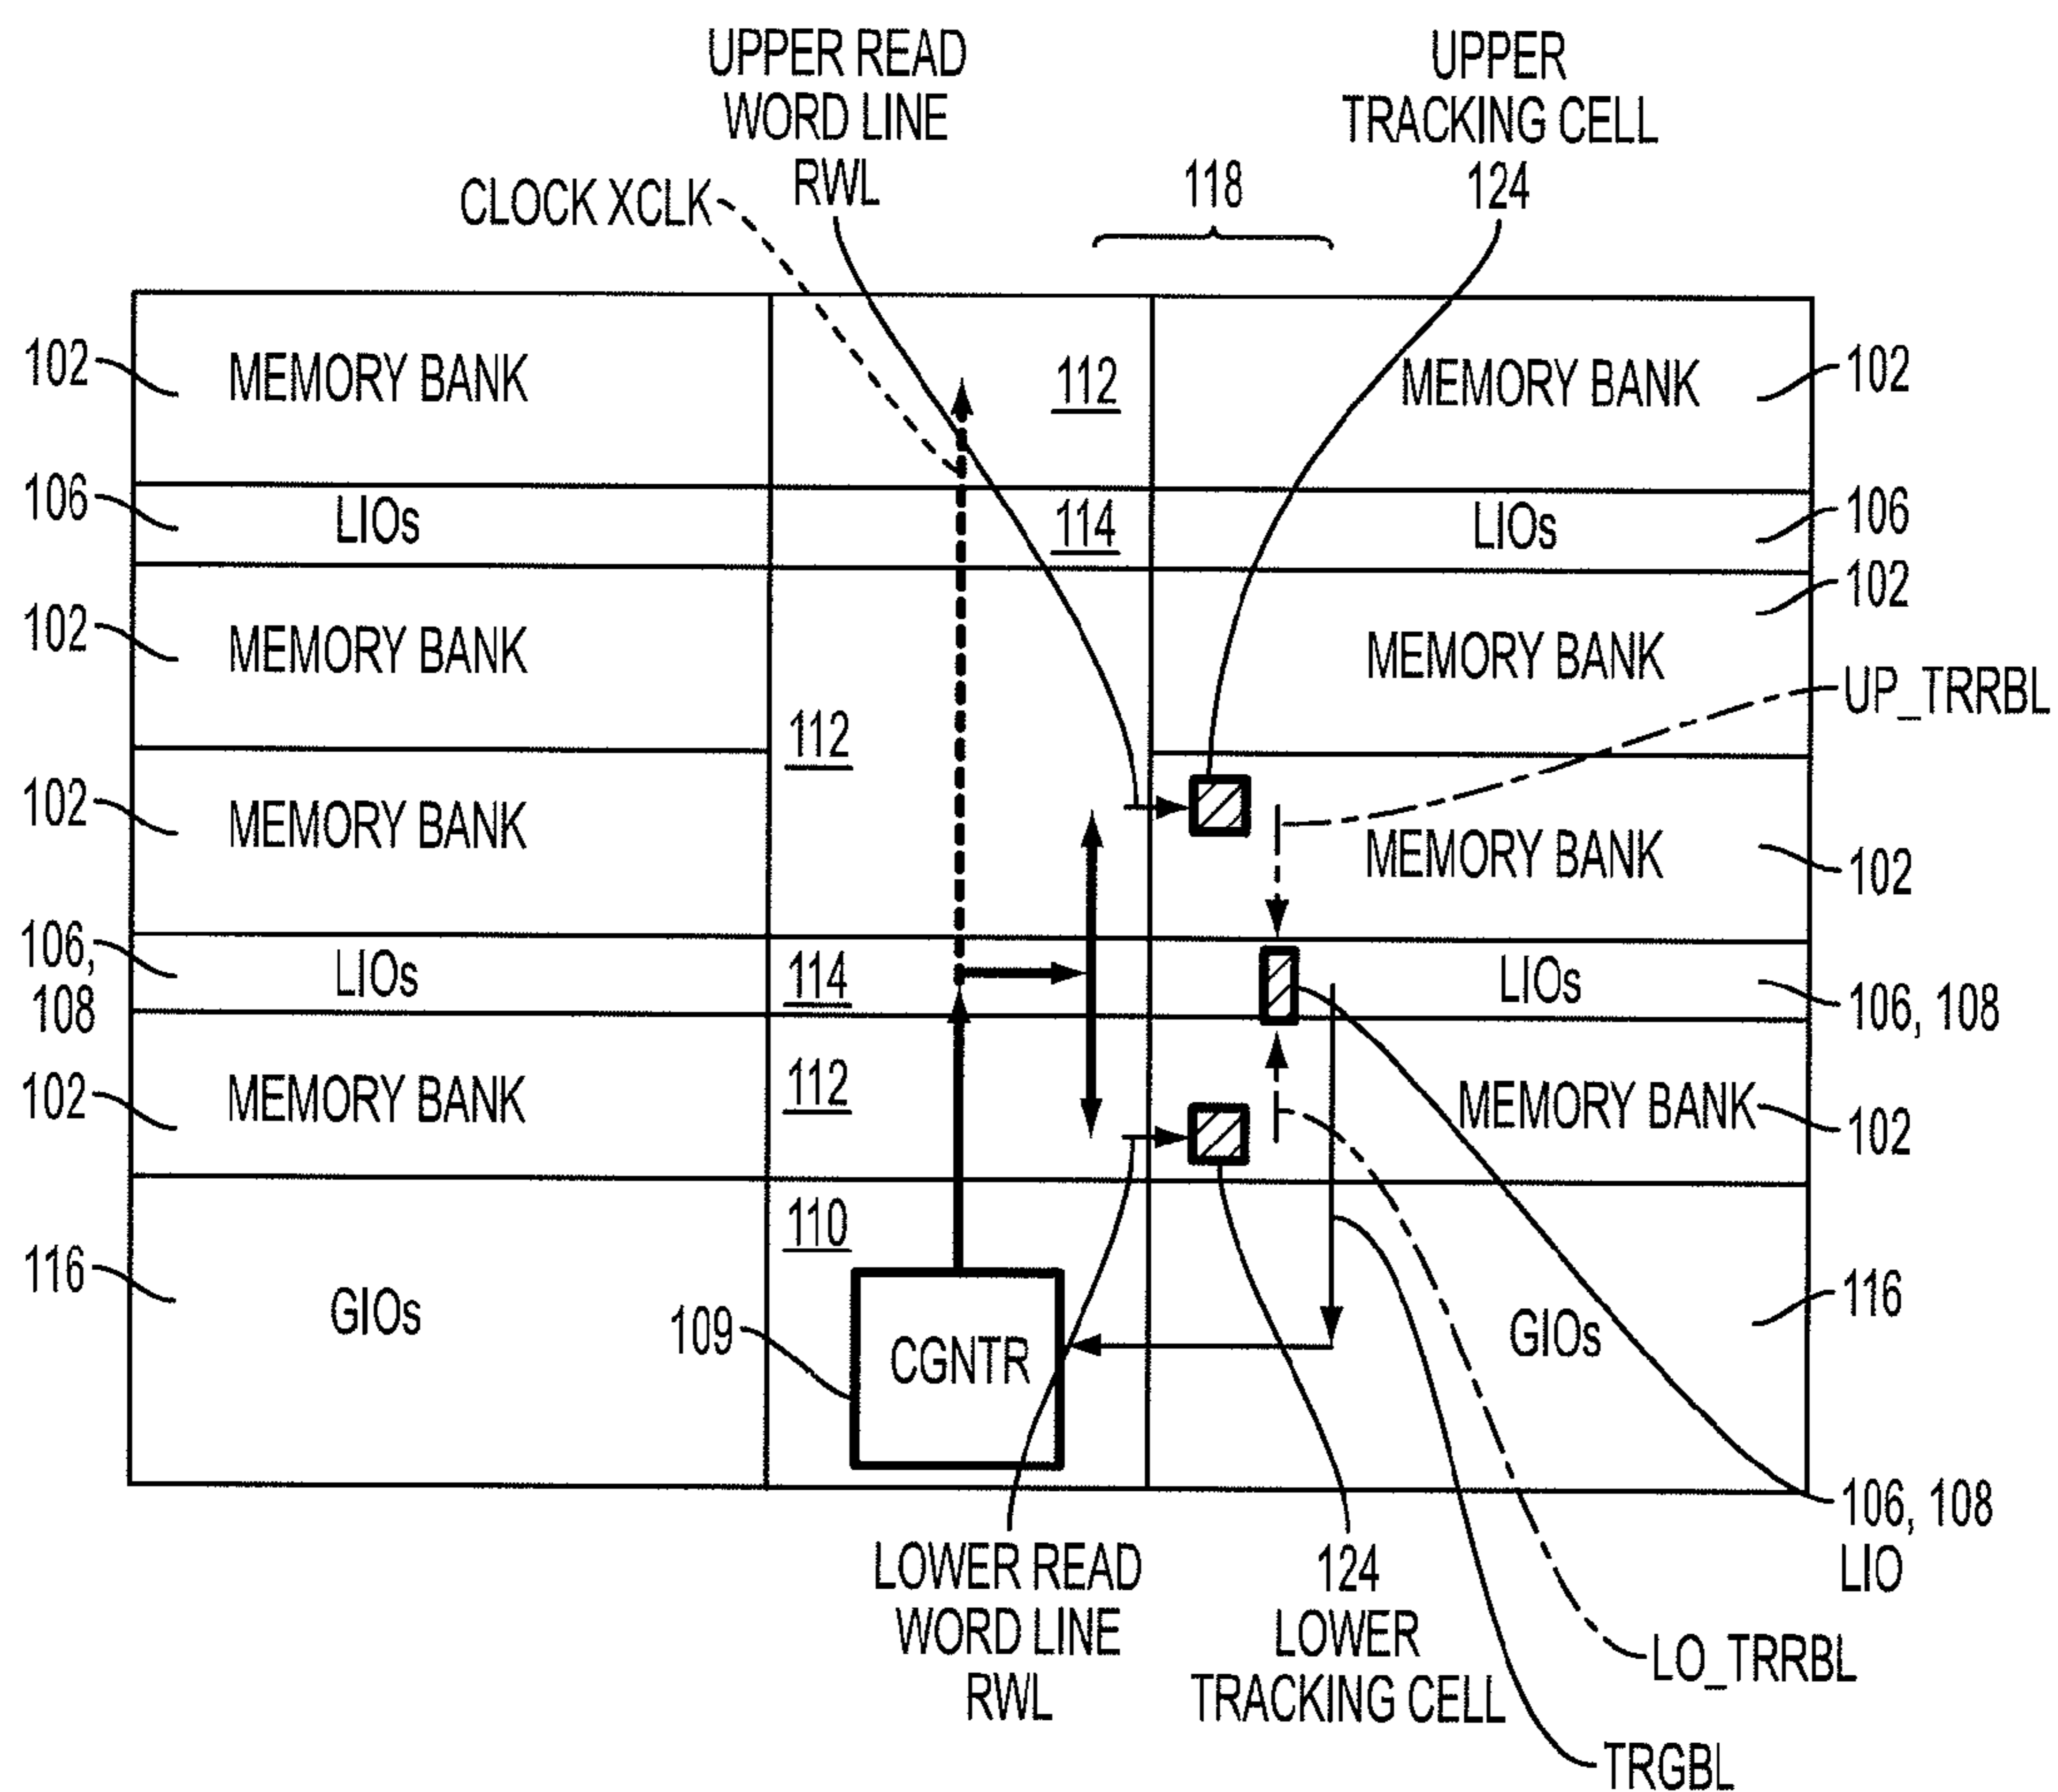 UPPER READ
WORD LINE
RWL
UPPER
TRACKING CELL
124
CLOCK XCLK
118
102
MEMORY BANK
112
MEMORY BANK
102
106
LIOs
114
LIOs
106
102
MEMORY BANK
MEMORY BANK
102
UP_TRRBL
112
102
MEMORY BANK
MEMORY BANK
102
106,
108
LIOs
114
LIOs
106, 108
102
MEMORY BANK
112
MEMORY BANK
102
110
116
GIOs
109
CGNTR
GIOs
116
106, 108
LIO
LOWER READ
WORD LINE
RWL
124
LOWER
TRACKING CELL
LO_TRRBL
TRGBL